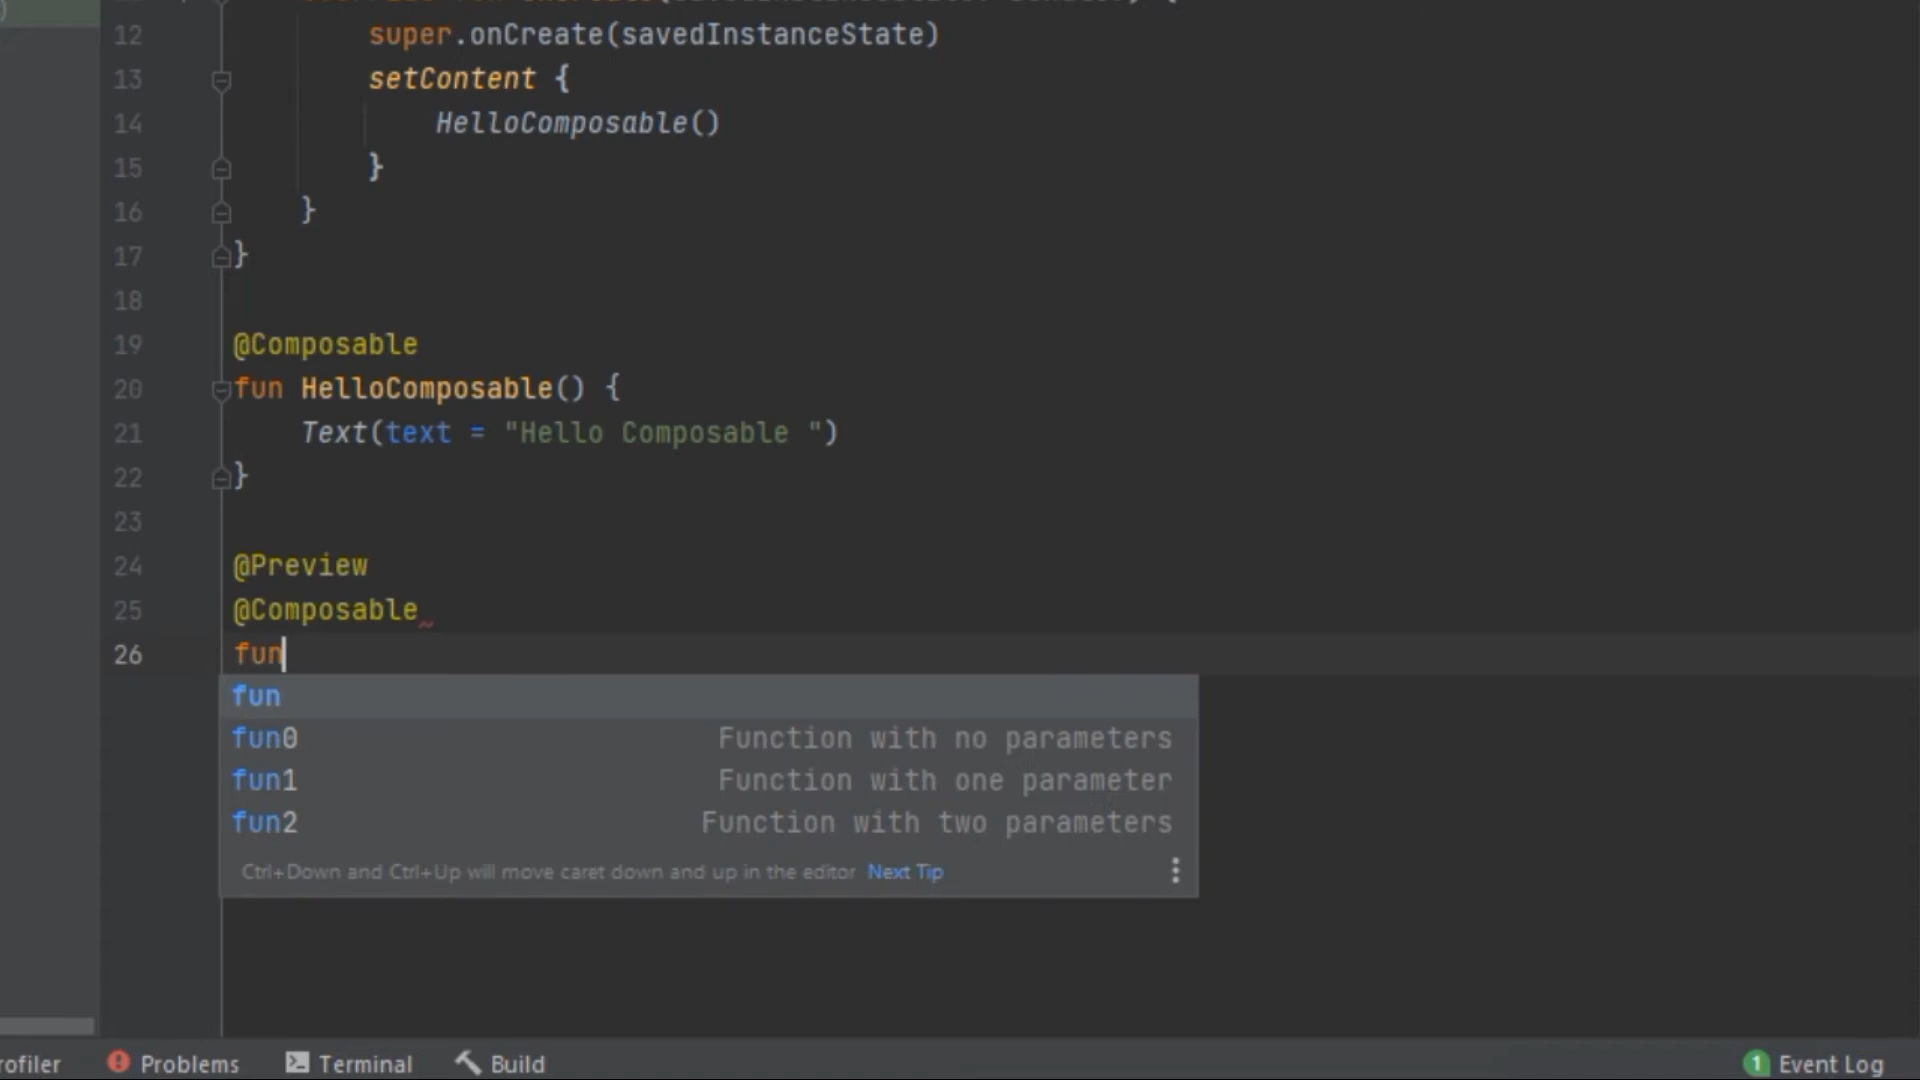 )
12 super.onCreate(savedInstanceState)
13 setContent {
14 HelloComposable()
15 }
16 }
17 }
18
19 @Composable
20 fun HelloComposable() {
21 Text(text = "Hello Composable ")
22 }
23
24 @Preview
25 @Composable
26 fun
fun
fun0 Function with no parameters
fun1 Function with one parameter
fun2 Function with two parameters
Ctrl+Down and Ctrl+Up will move caret down and up in the editor Next Tip
rofiler Problems Terminal Build 1 Event Log